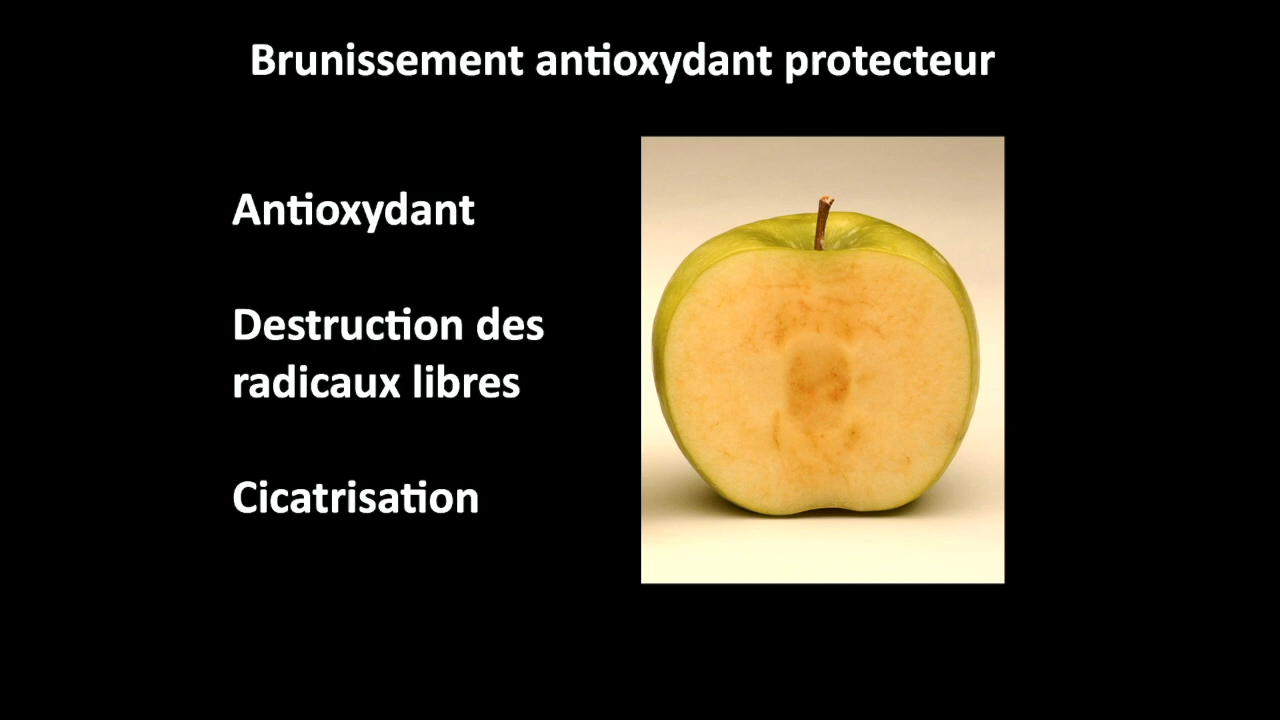 Brunissement antioxydant protecteur
Antioxydant
Destruction des
radicaux libres
Cicatrisation